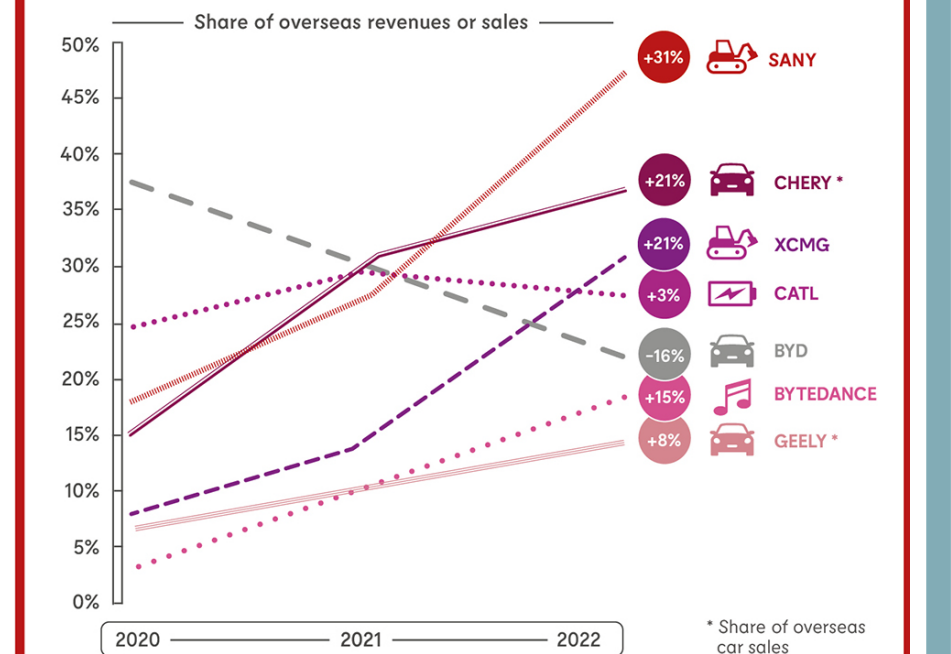 Share of overseas revenues or sales
50%
45%
40%
35%
30%
25%
20%
15%
10%
5%
0%
+31% SANY
+21% CHERY *
+21% XCMG
+3% CATL
-16% BYD
+15% BYTEDANCE
+8% GEELY *
2020 2021 2022
* Share of overseas
car sales